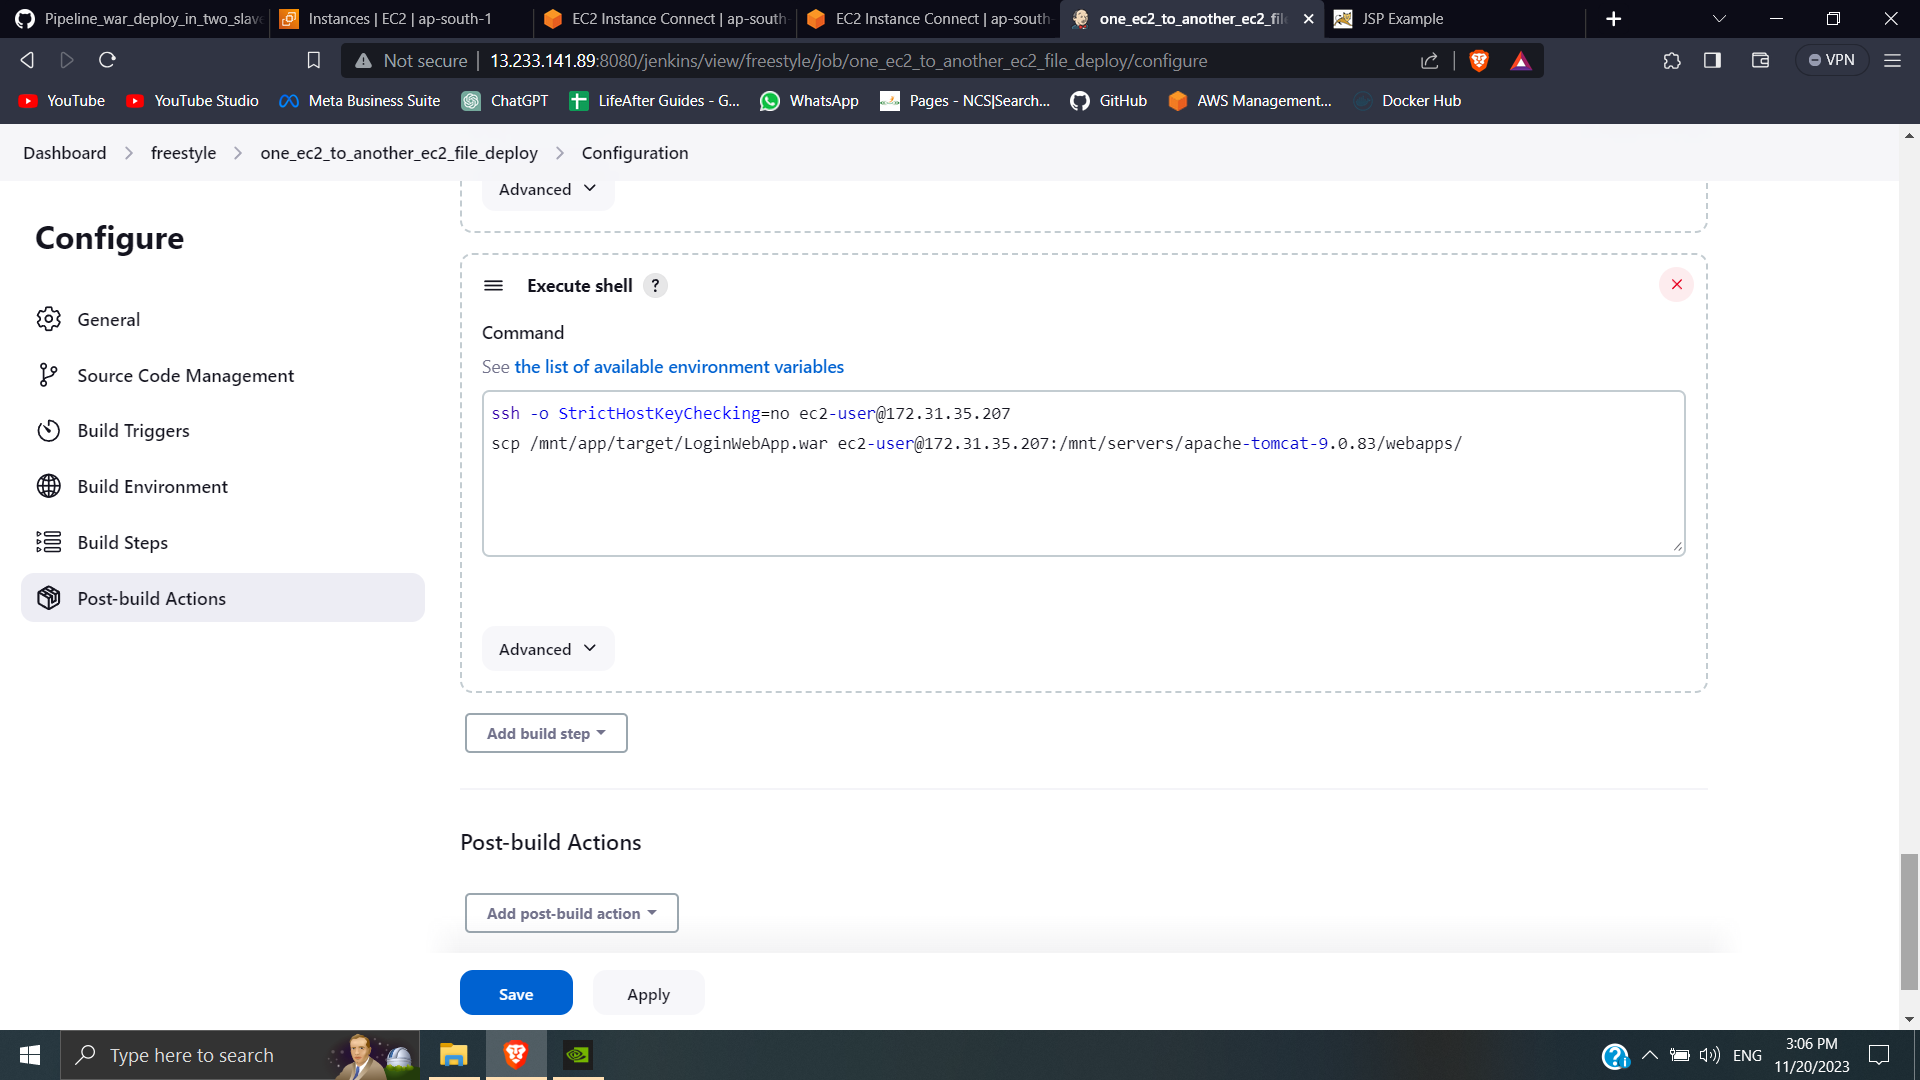 Pipeline_war_deploy_in_two_slave
Instances | EC2 | ap-south-1
EC2 Instance Connect | ap-south-
EC2 Instance Connect | ap-south-
one_ec2_to_another_ec2_fil
JSP Example
Not secure
13.233.141.89:8080/jenkins/view/freestyle/job/one_ec2_to_another_ec2_file_deploy/configure
VPN
YouTube
YouTube Studio
Meta Business Suite
ChatGPT
LifeAfter Guides - G...
WhatsApp
Pages - NCS|Search...
GitHub
AWS Management...
Docker Hub
Dashboard
freestyle
one_ec2_to_another_ec2_file_deploy
Configuration
Configure
General
Source Code Management
Build Triggers
Build Environment
Build Steps
Post-build Actions
Advanced
Execute shell ?
Command
See the list of available environment variables
ssh -o StrictHostKeyChecking=no ec2-user@172.31.35.207
scp /mnt/app/target/LoginWebApp.war ec2-user@172.31.35.207:/mnt/servers/apache-tomcat-9.0.83/webapps/
Advanced
Add build step
Post-build Actions
Add post-build action
Save
Apply
Type here to search
ENG
3:06 PM
11/20/2023